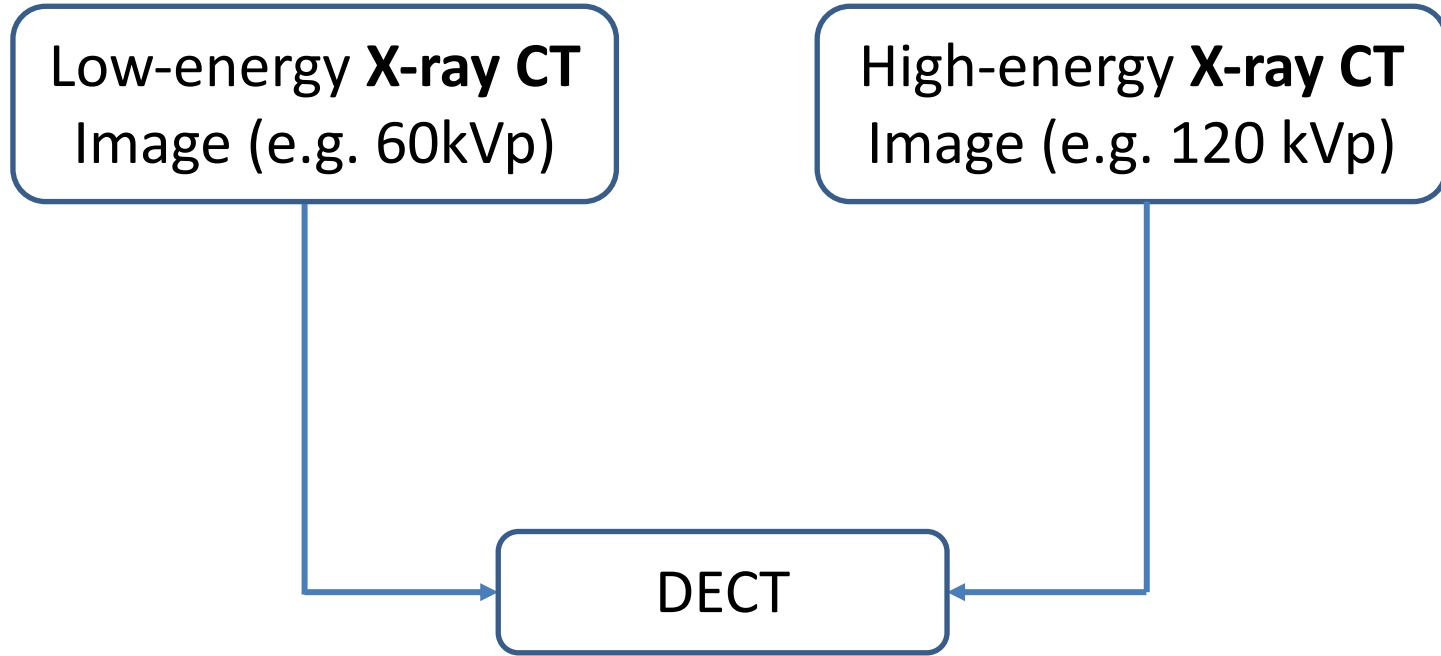 Low-energy X-ray CT
Image (e.g. 60kVp)
High-energy X-ray CT
Image (e.g. 120 kVp)
DECT